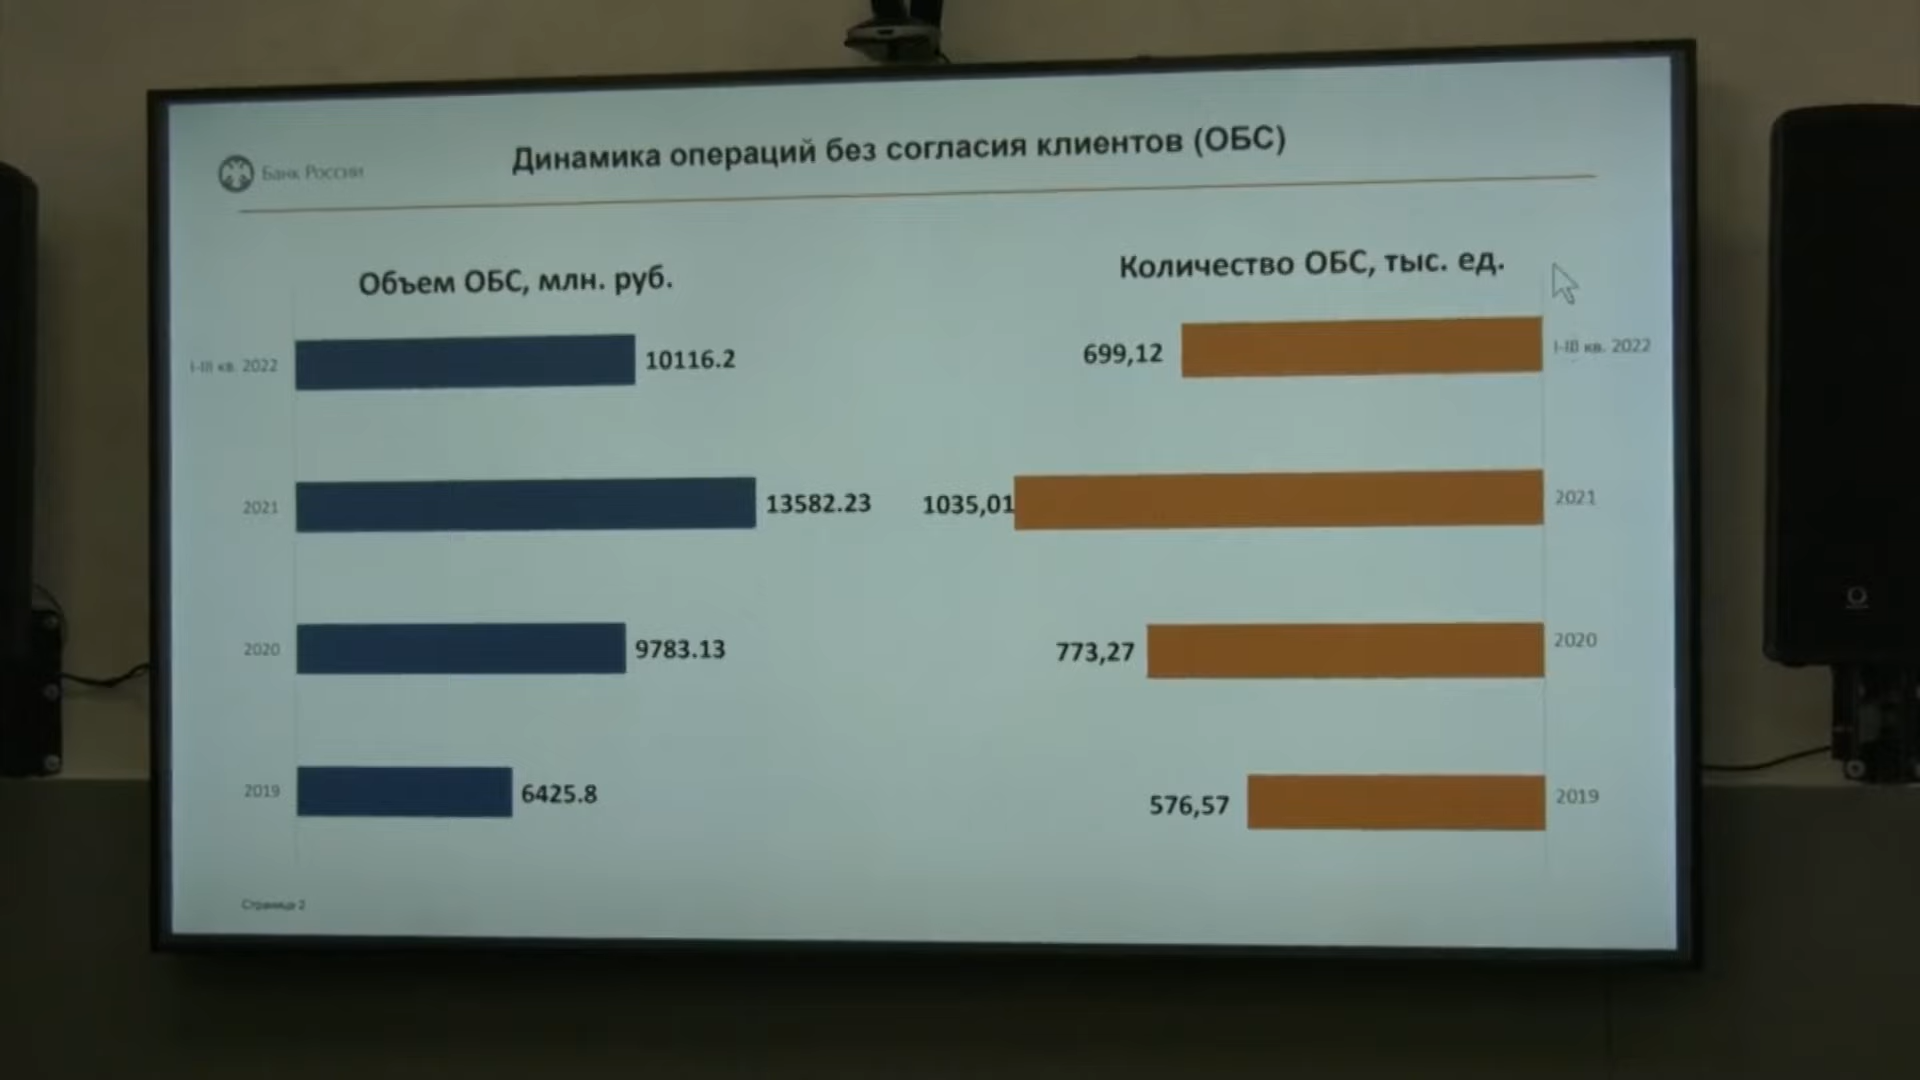 Банк России
Динамика операций без согласия клиентов (ОБС)
Объем ОБС, млн. руб.
I-III кв. 2022
10116.2
2021
13582.23
2020
9783.13
2019
6425.8
Количество ОБС, тыс. ед.
699,12
I-III кв. 2022
1035,01
2021
773,27
2020
576,57
2019
Страница 2